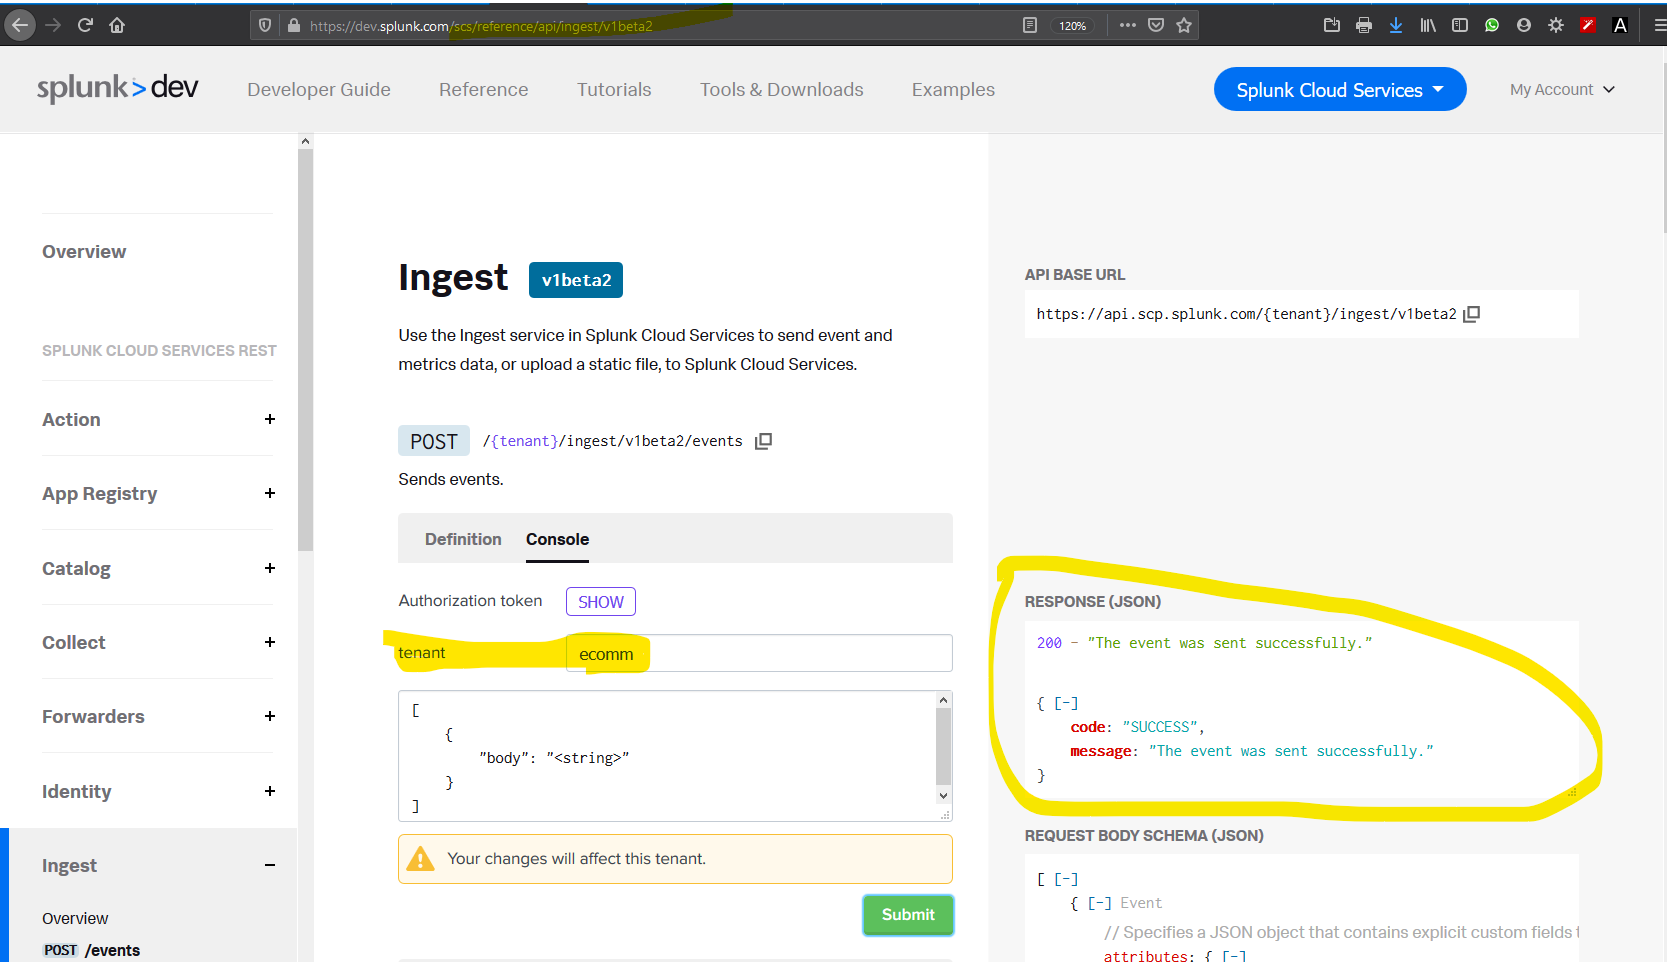 https://dev.splunk.com/scs/reference/api/ingest/v1beta2
120%
A
splunk>dev
Developer Guide
Reference
Tutorials
Tools & Downloads
Examples
Splunk Cloud Services
My Account
Overview
SPLUNK CLOUD SERVICES REST
Action +
App Registry +
Catalog +
Collect +
Forwarders +
Identity +
Ingest −
Overview
POST /events
Ingest v1beta2
Use the Ingest service in Splunk Cloud Services to send event and
metrics data, or upload a static file, to Splunk Cloud Services.
POST /{tenant}/ingest/v1beta2/events
Sends events.
Definition Console
Authorization token SHOW
tenant ecomm
[
{
"body": "<string>"
}
]
Your changes will affect this tenant.
Submit
API BASE URL
https://api.scp.splunk.com/{tenant}/ingest/v1beta2
RESPONSE (JSON)
200 - "The event was sent successfully."
{ [-]
code: "SUCCESS",
message: "The event was sent successfully."
}
REQUEST BODY SCHEMA (JSON)
[ [-]
{ [-] Event
// Specifies a JSON object that contains explicit custom fields
attributes: { [-]